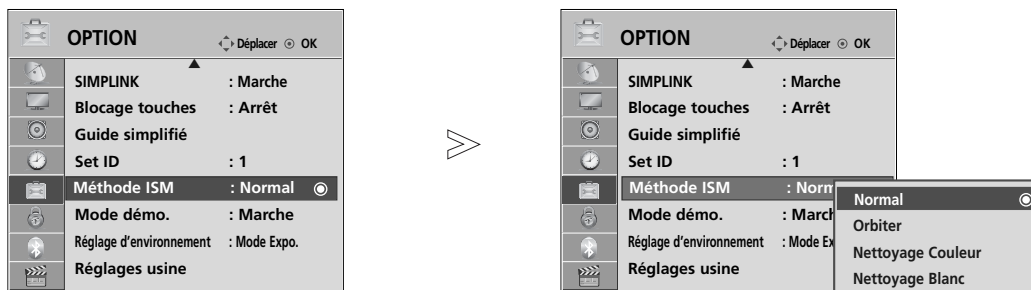 OPTION
Déplacer OK
SIMPLINK : Marche
Blocage touches : Arrêt
Guide simplifié
Set ID : 1
Méthode ISM : Normal
Mode démo. : Marche
Réglage d'environnement : Mode Expo.
Réglages usine
OPTION
Déplacer OK
SIMPLINK : Marche
Blocage touches : Arrêt
Guide simplifié
Set ID : 1
Méthode ISM : Norm
Mode démo. : March
Réglage d'environnement : Mode Ex
Réglages usine
Normal
Orbiter
Nettoyage Couleur
Nettoyage Blanc